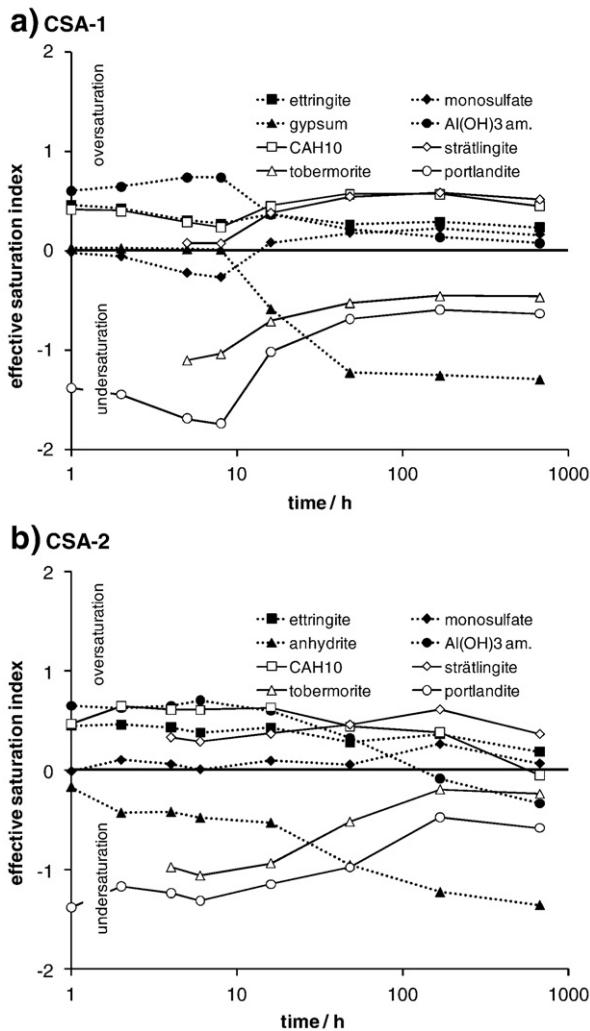 a) CSA-1
2
1
0
-1
-2
effective saturation index
oversaturation
undersaturation
ettringite
monosulfate
gypsum
Al(OH)3 am.
CAH10
strätlingite
tobermorite
portlandite
1
10
100
1000
time / h
b) CSA-2
2
1
0
-1
-2
effective saturation index
oversaturation
undersaturation
ettringite
monosulfate
anhydrite
Al(OH)3 am.
CAH10
strätlingite
tobermorite
portlandite
1
10
100
1000
time / h